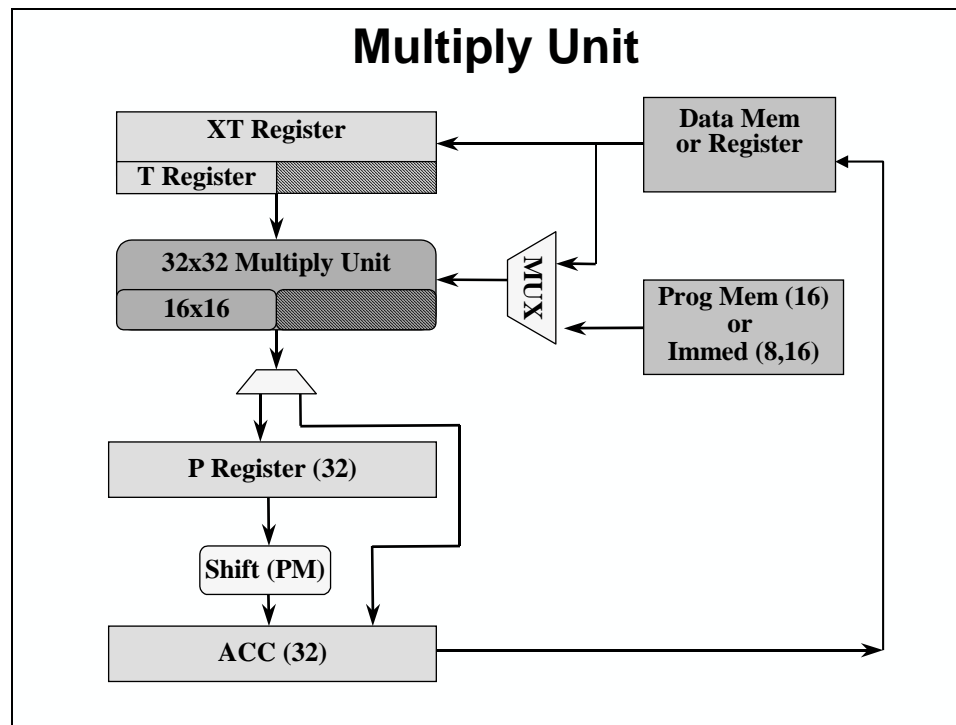 Multiply Unit
XT Register
T Register
Data Mem
or Register
32x32 Multiply Unit
16x16
MUX
Prog Mem (16)
or
Immed (8,16)
P Register (32)
Shift (PM)
ACC (32)